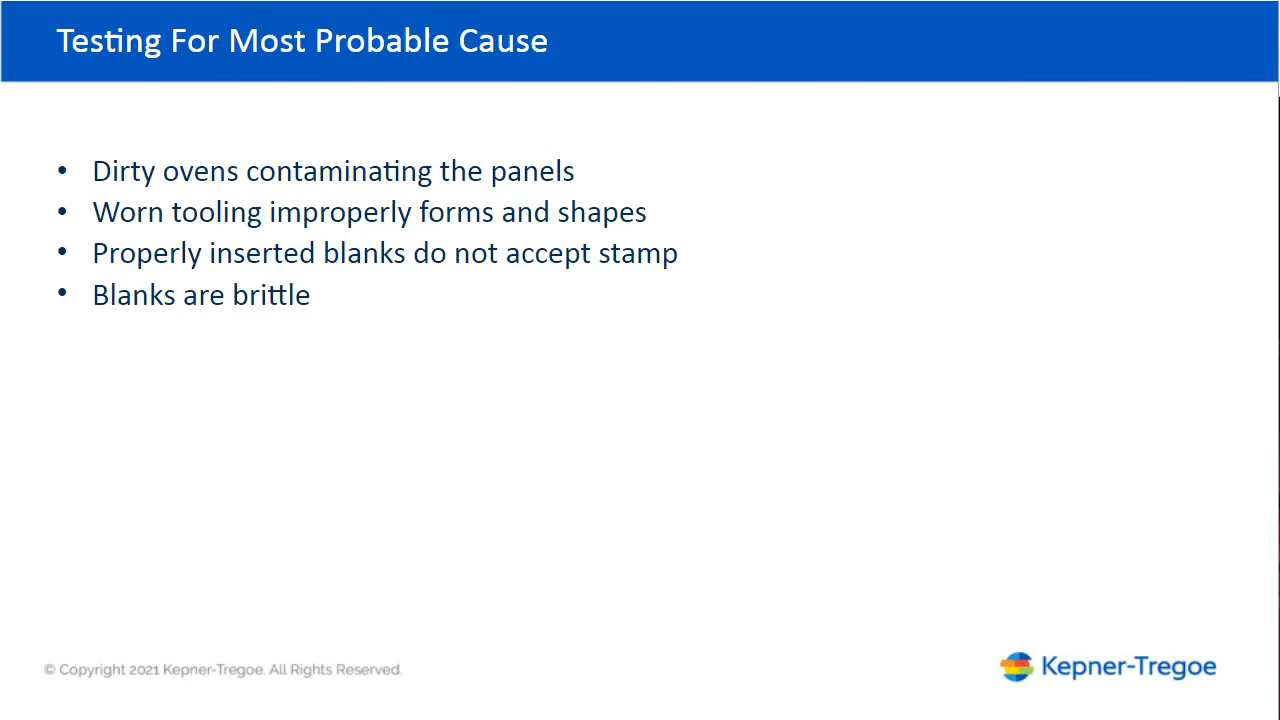 Testing For Most Probable Cause
• Dirty ovens contaminating the panels
• Worn tooling improperly forms and shapes
• Properly inserted blanks do not accept stamp
• Blanks are brittle
© Copyright 2021 Kepner-Tregoe. All Rights Reserved.
Kepner-Tregoe